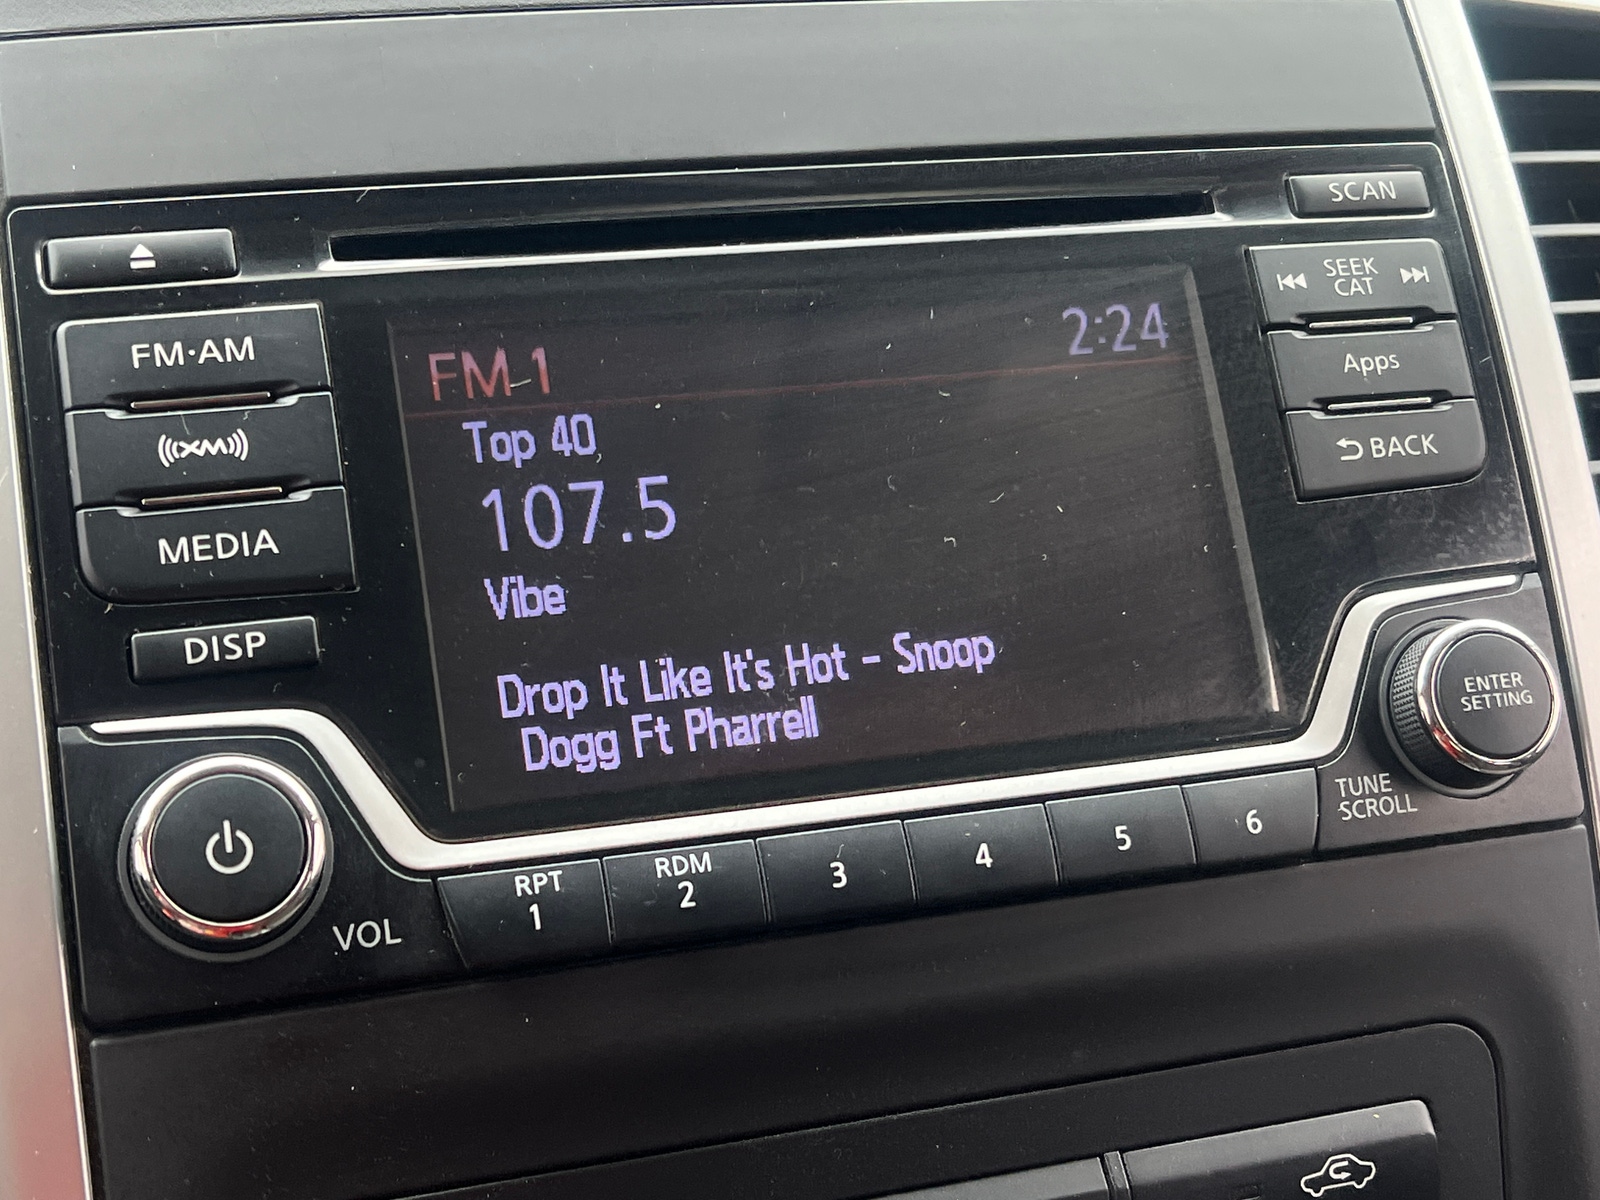 SCAN
SEEK
CAT
FM·AM
FM-1
2:24
Apps
Top 40
(((XM)))
BACK
107.5
MEDIA
Vibe
DISP
Drop It Like It's Hot - Snoop
Dogg Ft Pharrell
ENTER
SETTING
TUNE
SCROLL
VOL
RPT
1
RDM
2
3
4
5
6